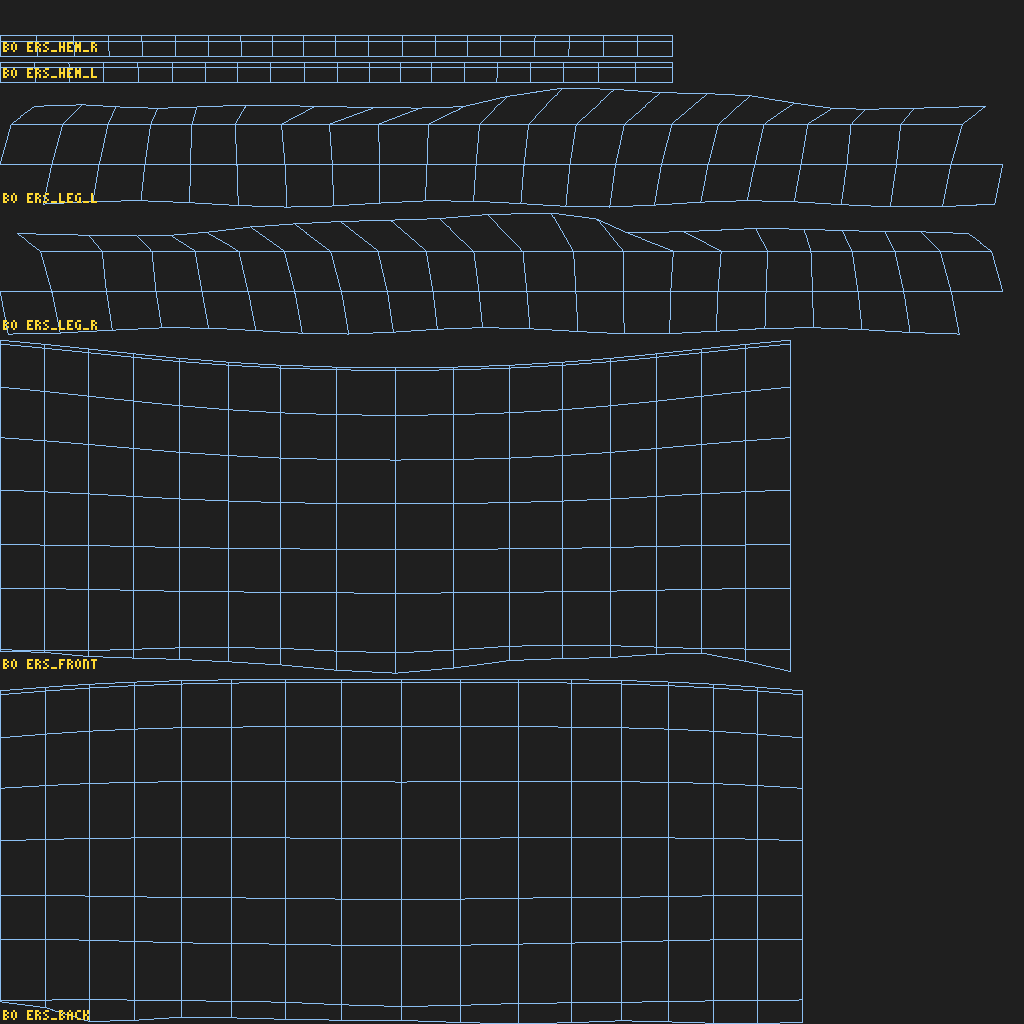 BO ERS_HEM_R
BO ERS_HEM_L
BO ERS_LEG_L
BO ERS_LEG_R
BO ERS_FRONT
BO ERS_BACK